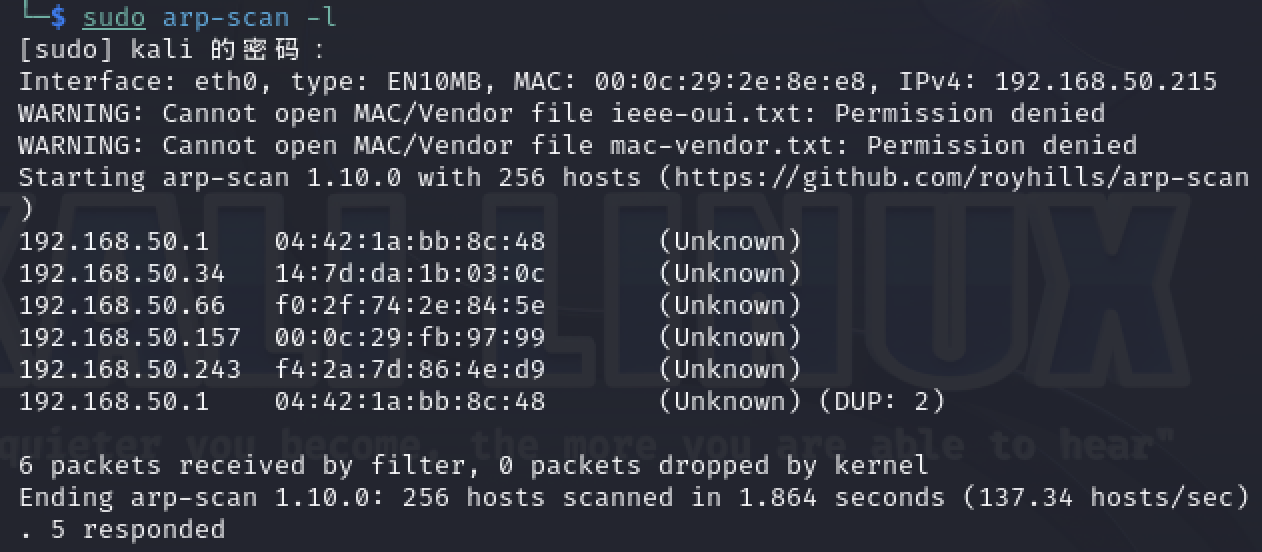 └─$ sudo arp-scan -l
[sudo] kali 的密码：
Interface: eth0, type: EN10MB, MAC: 00:0c:29:2e:8e:e8, IPv4: 192.168.50.215
WARNING: Cannot open MAC/Vendor file ieee-oui.txt: Permission denied
WARNING: Cannot open MAC/Vendor file mac-vendor.txt: Permission denied
Starting arp-scan 1.10.0 with 256 hosts (https://github.com/royhills/arp-scan
)
192.168.50.1    04:42:1a:bb:8c:48       (Unknown)
192.168.50.34   14:7d:da:1b:03:0c       (Unknown)
192.168.50.66   f0:2f:74:2e:84:5e       (Unknown)
192.168.50.157  00:0c:29:fb:97:99       (Unknown)
192.168.50.243  f4:2a:7d:86:4e:d9       (Unknown)
192.168.50.1    04:42:1a:bb:8c:48       (Unknown) (DUP: 2)
KALI LINUX
quieter you become, the more you are able to hear"
6 packets received by filter, 0 packets dropped by kernel
Ending arp-scan 1.10.0: 256 hosts scanned in 1.864 seconds (137.34 hosts/sec)
. 5 responded